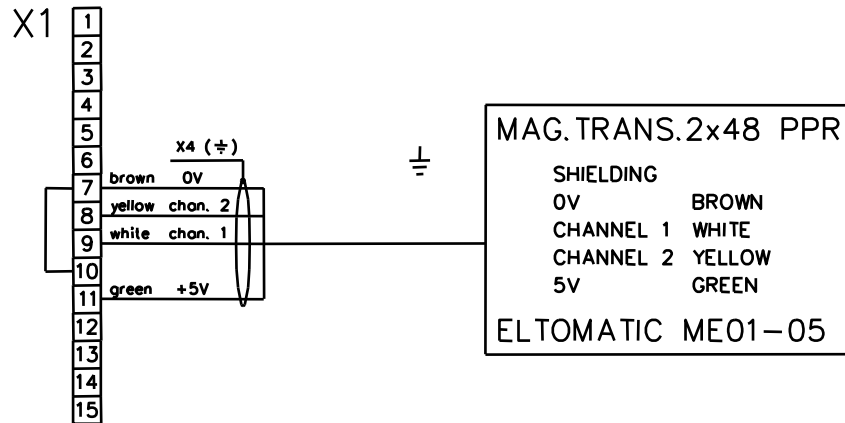 X1
1
2
3
4
5
X4 (⏚)
6
7 brown 0V
8 yellow chan. 2
9 white chan. 1
10
11 green +5V
12
13
14
15
MAG. TRANS. 2x48 PPR
SHIELDING
0V BROWN
CHANNEL 1 WHITE
CHANNEL 2 YELLOW
5V GREEN
ELTOMATIC ME01-05